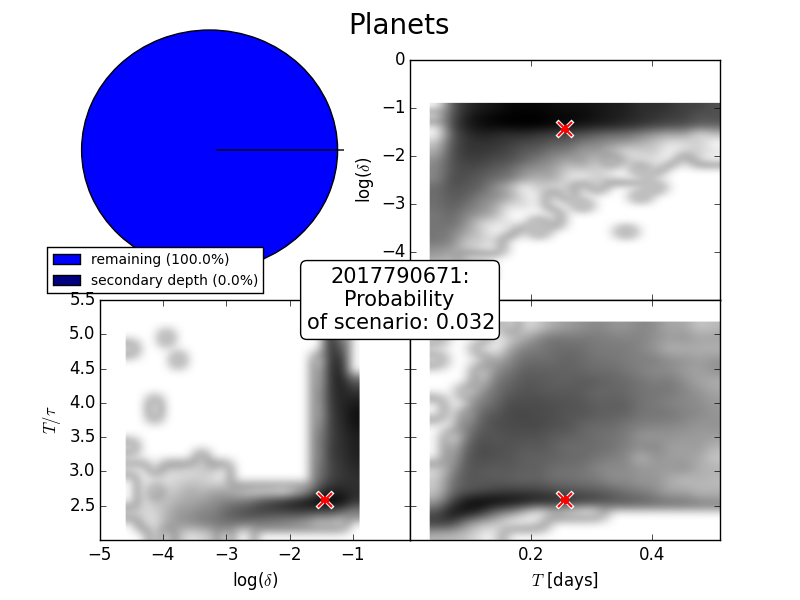 Planets
remaining (100.0%)
secondary depth (0.0%)
0
−1
−2
−3
−4
log(δ)
2017790671:
Probability
of scenario: 0.032
5.5
5.0
4.5
4.0
3.5
3.0
2.5
T/τ
−5
−4
−3
−2
−1
log(δ)
0.2
0.4
T [days]